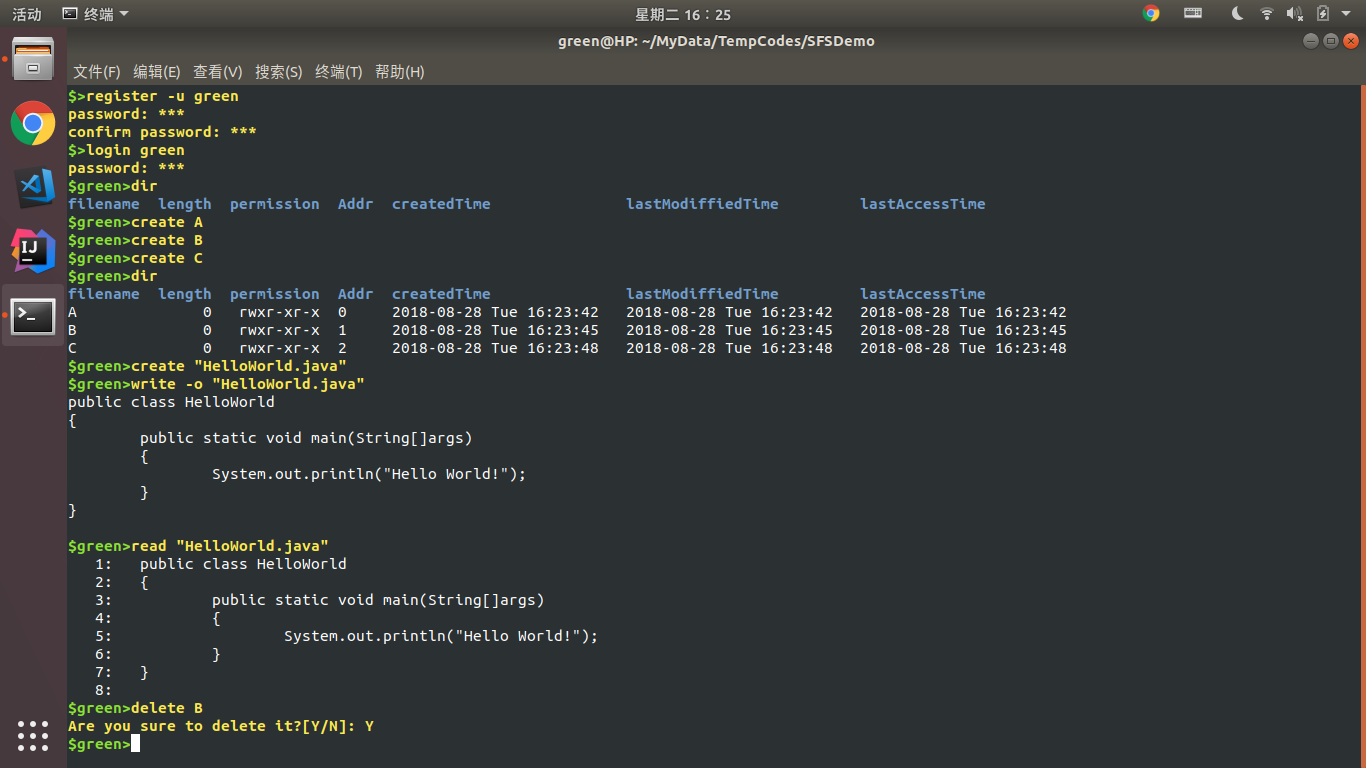 活动 终端 星期二 16：25
green@HP: ~/MyData/TempCodes/SFSDemo
文件(F) 编辑(E) 查看(V) 搜索(S) 终端(T) 帮助(H)
$>register -u green
password: ***
confirm password: ***
$>login green
password: ***
$green>dir
filename  length  permission  Addr  createdTime               lastModiffiedTime         lastAccessTime
$green>create A
$green>create B
$green>create C
$green>dir
filename  length  permission  Addr  createdTime               lastModiffiedTime         lastAccessTime
A              0   rwxr-xr-x  0     2018-08-28 Tue 16:23:42   2018-08-28 Tue 16:23:42   2018-08-28 Tue 16:23:42
B              0   rwxr-xr-x  1     2018-08-28 Tue 16:23:45   2018-08-28 Tue 16:23:45   2018-08-28 Tue 16:23:45
C              0   rwxr-xr-x  2     2018-08-28 Tue 16:23:48   2018-08-28 Tue 16:23:48   2018-08-28 Tue 16:23:48
$green>create "HelloWorld.java"
$green>write -o "HelloWorld.java"
public class HelloWorld
{
        public static void main(String[]args)
        {
                System.out.println("Hello World!");
        }
}
$green>read "HelloWorld.java"
   1:   public class HelloWorld
   2:   {
   3:           public static void main(String[]args)
   4:           {
   5:                   System.out.println("Hello World!");
   6:           }
   7:   }
   8:
$green>delete B
Are you sure to delete it?[Y/N]: Y
$green>
IJ